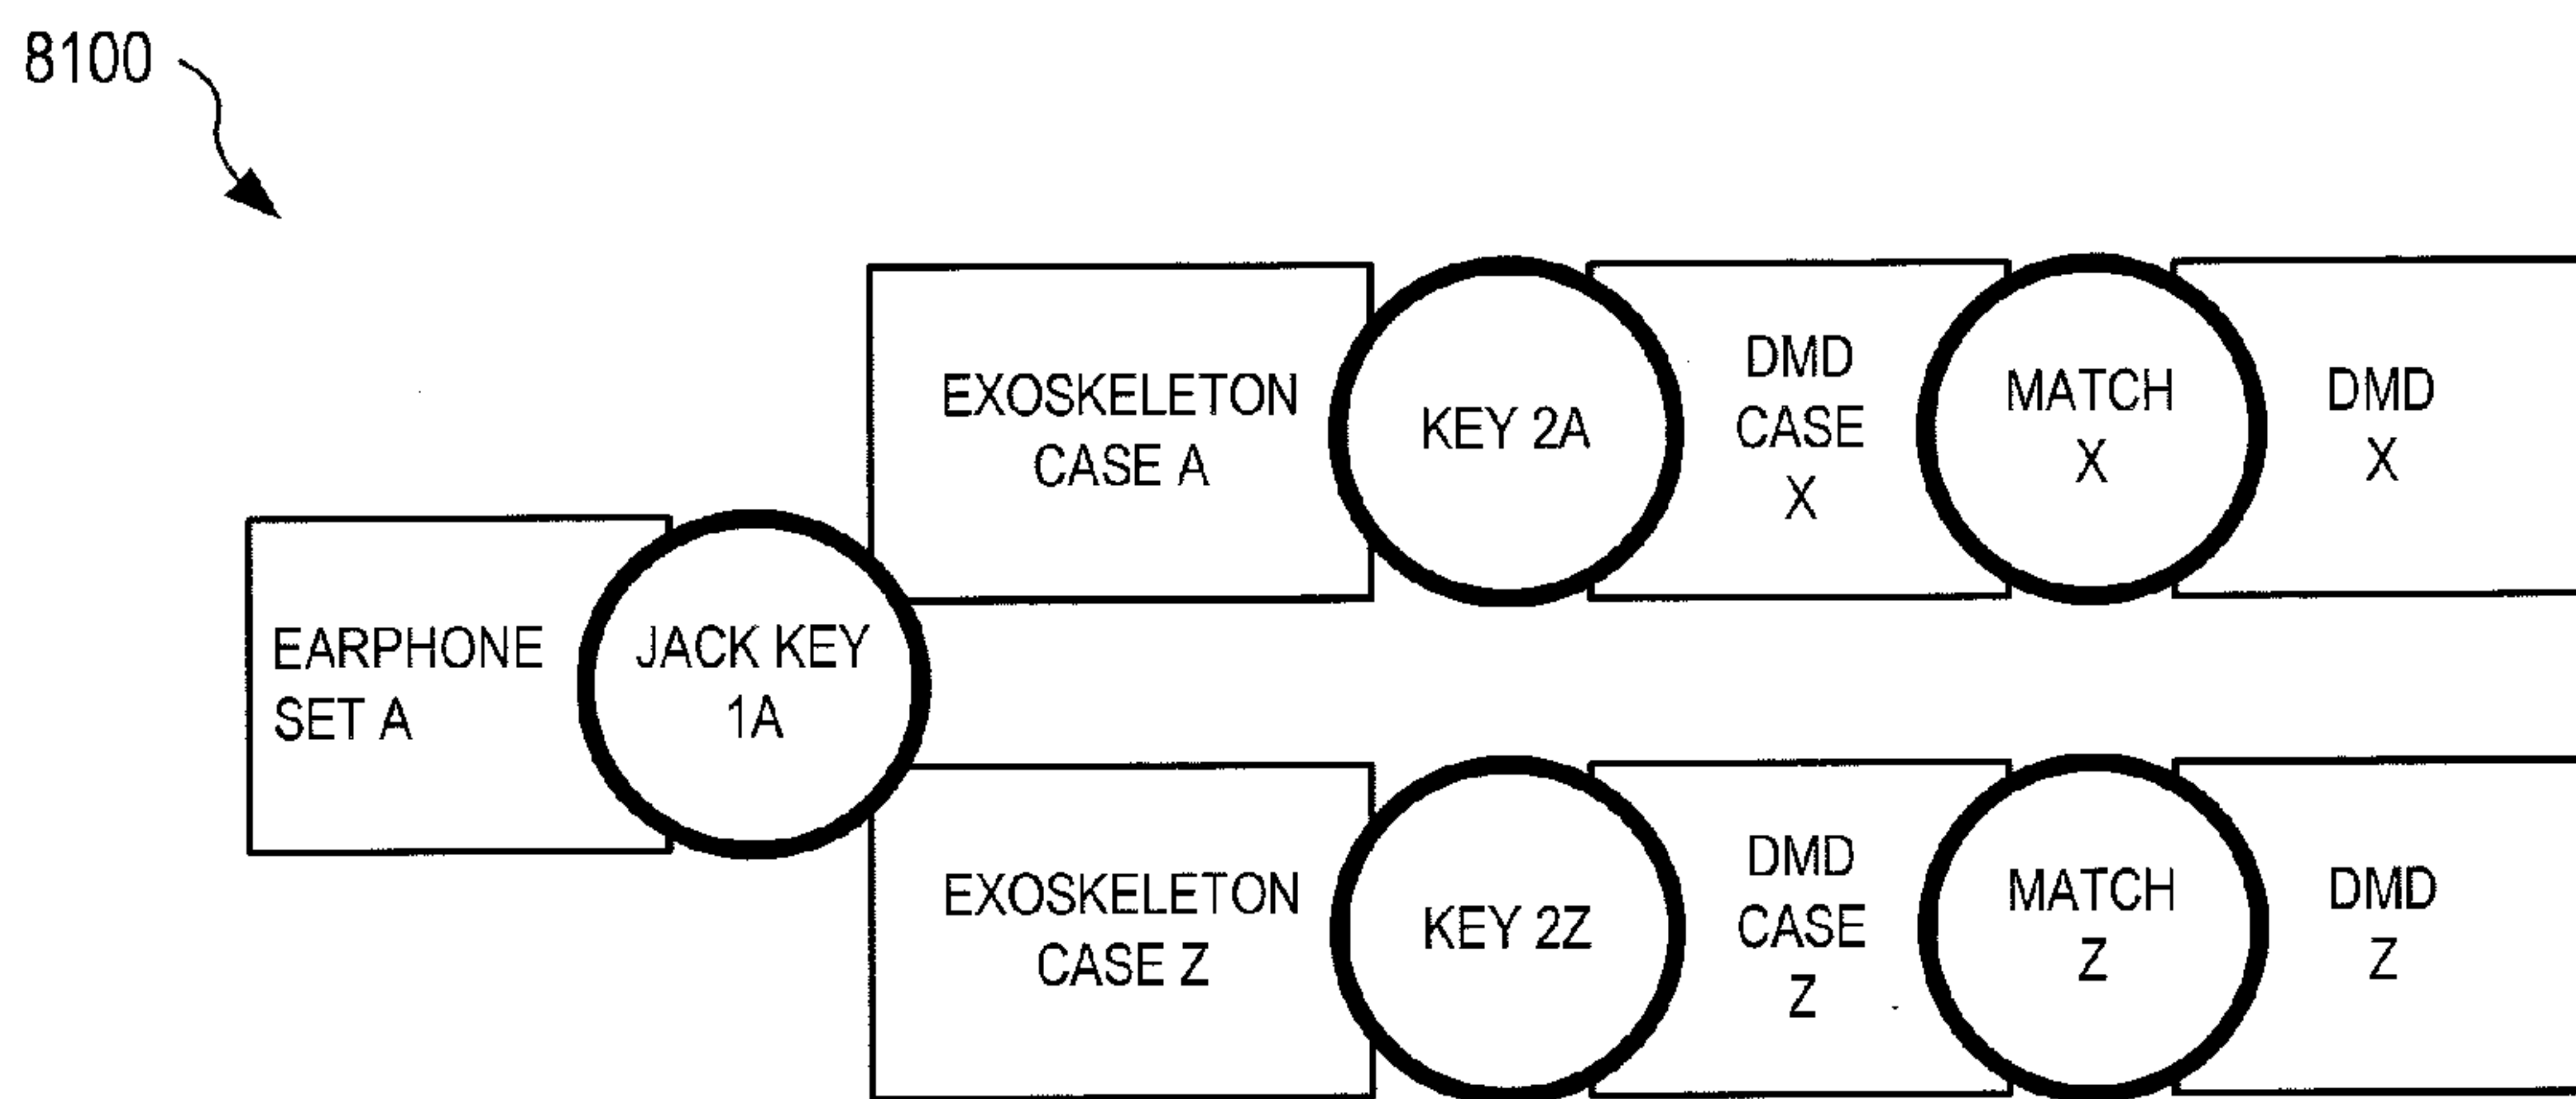 8100
EXOSKELETON
CASE A
KEY 2A
DMD
CASE
X
MATCH
X
DMD
X
EARPHONE
SET A
JACK KEY
1A
EXOSKELETON
CASE Z
KEY 2Z
DMD
CASE
Z
MATCH
Z
DMD
Z